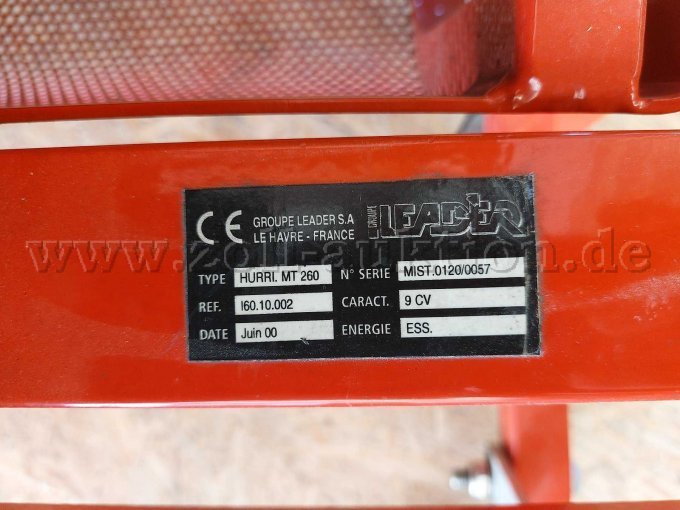 CE GROUPE LEADER S.A
LE HAVRE - FRANCE
GROUPE LEADER
www.zoll-auktion.de
TYPE HURRI. MT 260 N° SERIE MIST.0120/0057
REF. I60.10.002 CARACT. 9 CV
DATE Juin 00 ENERGIE ESS.